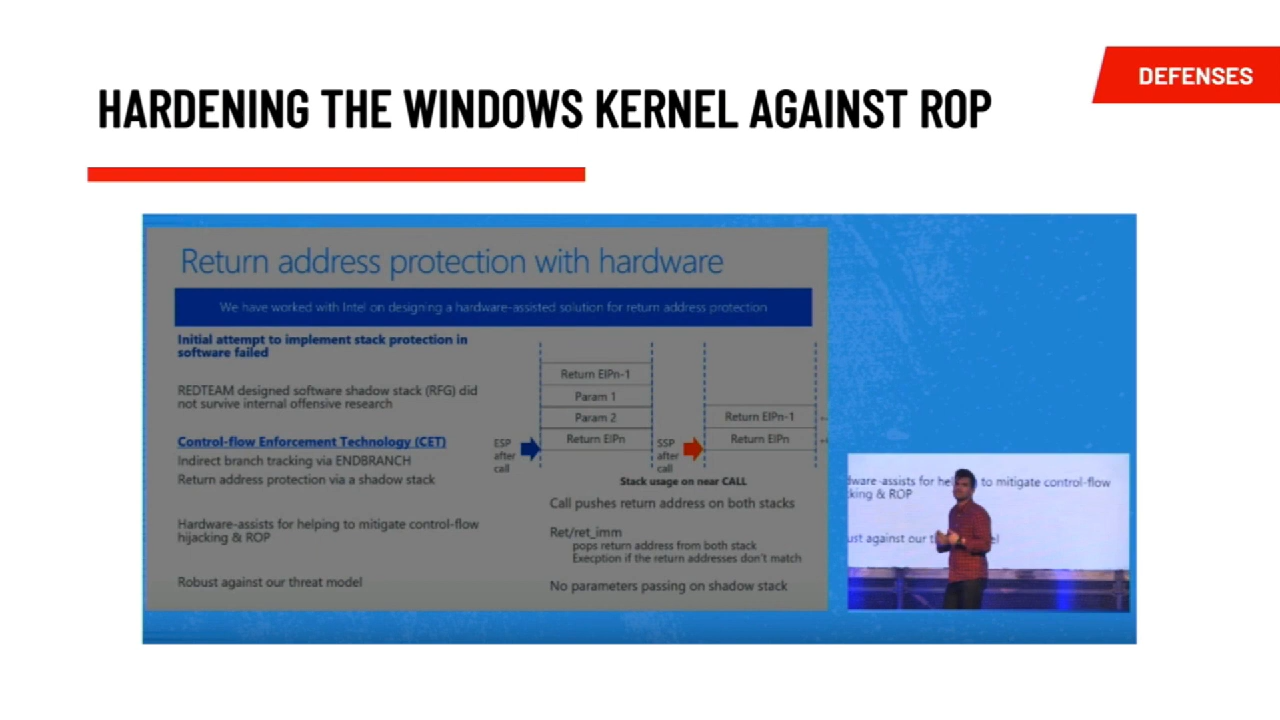 DEFENSES
HARDENING THE WINDOWS KERNEL AGAINST ROP
Return address protection with hardware
We have worked with Intel on designing a hardware-assisted solution for return address protection
Initial attempt to implement stack protection in
software failed
REDTEAM designed software shadow stack (RFG) did
not survive internal offensive research
Control-flow Enforcement Technology (CET)
Indirect branch tracking via ENDBRANCH
Return address protection via a shadow stack
Hardware-assists for helping to mitigate control-flow
hijacking & ROP
Robust against our threat model
Return EIPn-1
Param 1
Param 2
Return EIPn
ESP
after
call
SSP
after
call
Return EIPn-1
Return EIPn
Stack usage on near CALL
Call pushes return address on both stacks
Ret/ret_imm
pops return address from both stack
Execption if the return addresses don't match
No parameters passing on shadow stack
dware-assists for hel to mitigate control-flow
king & ROP
ust against our t el